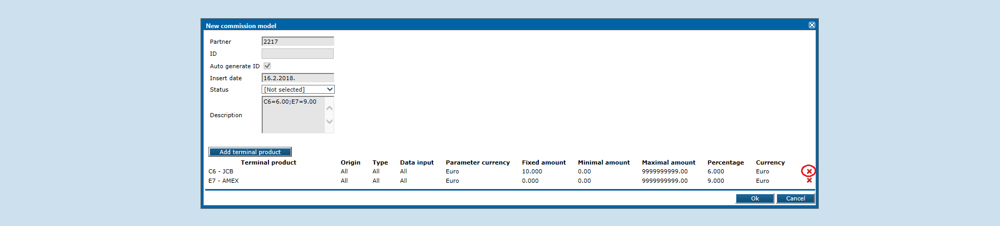 New commission model
Partner 2217
ID
Auto generate ID
Insert date 16.2.2018.
Status [Not selected]
Description C6=6.00;E7=9.00
Add terminal product
Terminal product Origin Type Data input Parameter currency Fixed amount Minimal amount Maximal amount Percentage Currency
C6 - JCB All All All Euro 10.000 0.00 9999999999.00 6.000 Euro
E7 - AMEX All All All Euro 0.000 0.00 9999999999.00 9.000 Euro
Ok Cancel